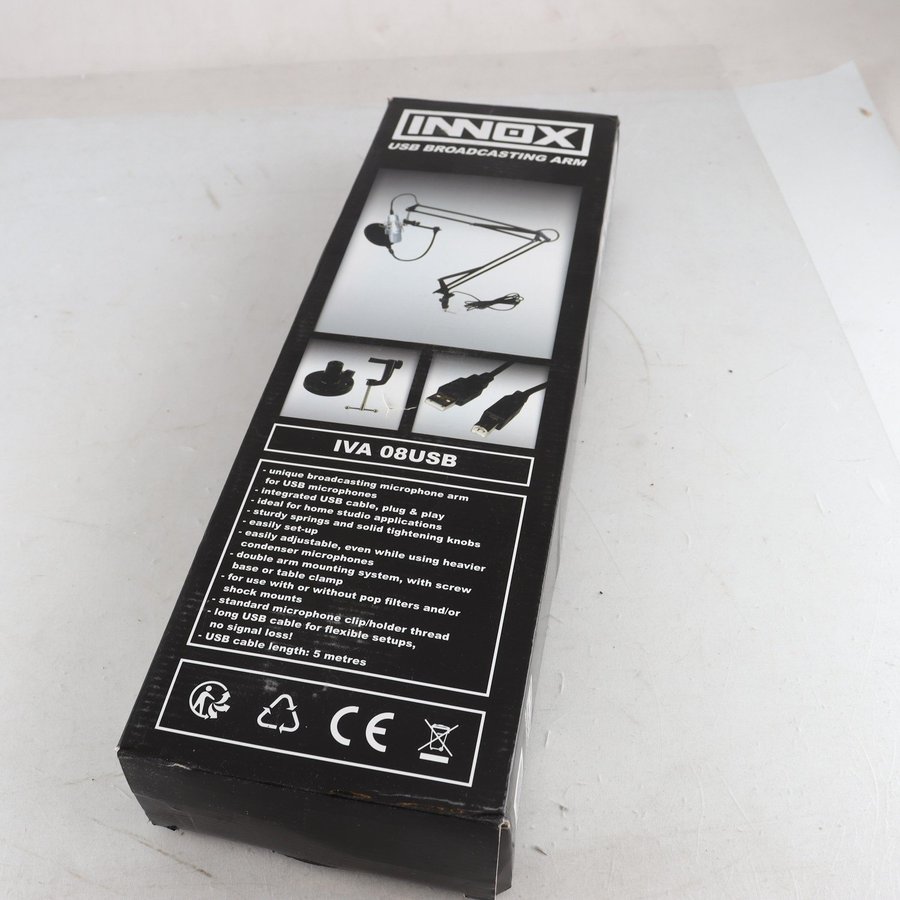 INNOX
USB BROADCASTING ARM
IVA 08USB
- unique broadcasting microphone arm
for USB microphones
- integrated USB cable, plug & play
- ideal for home studio applications
- sturdy springs and solid tightening knobs
- easily set-up
- easily adjustable, even while using heavier
condenser microphones
- double arm mounting system, with screw
base or table clamp
- for use with or without pop filters and/or
shock mounts
- standard microphone clip/holder thread
- long USB cable for flexible setups,
no signal loss!
- USB cable length: 5 metres
CE